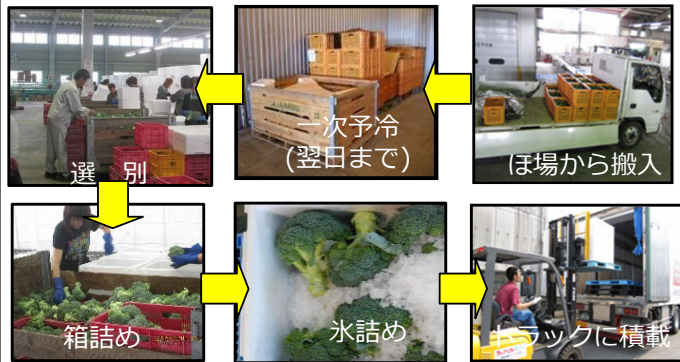 ほ場から搬入
一次予冷
(翌日まで)
選　別
箱詰め
氷詰め
トラックに積載